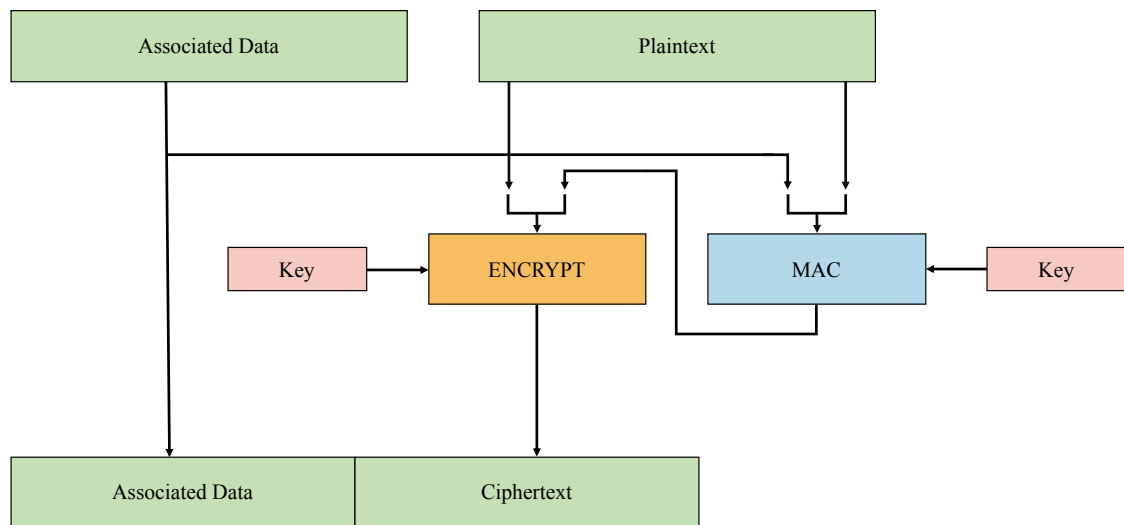 Associated Data
Plaintext
Key
ENCRYPT
MAC
Key
Associated Data
Ciphertext